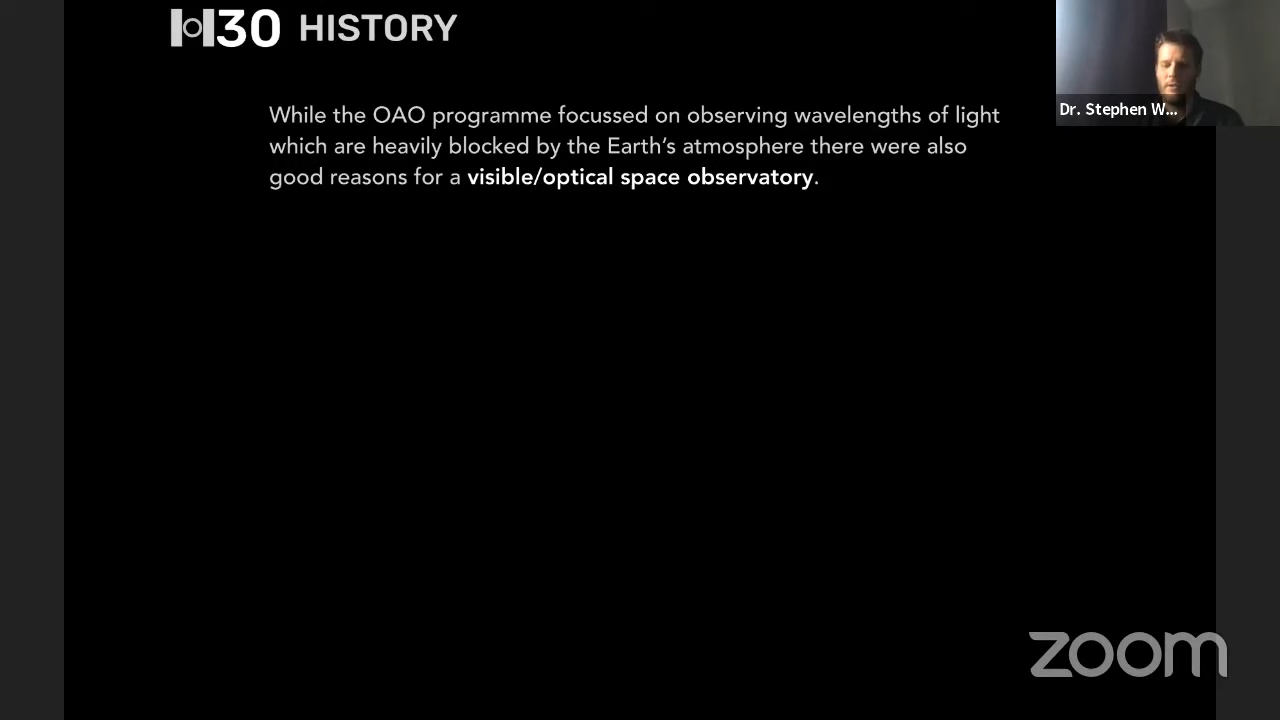 H30 HISTORY
Dr. Stephen W...
While the OAO programme focussed on observing wavelengths of light
which are heavily blocked by the Earth's atmosphere there were also
good reasons for a visible/optical space observatory.
zoom